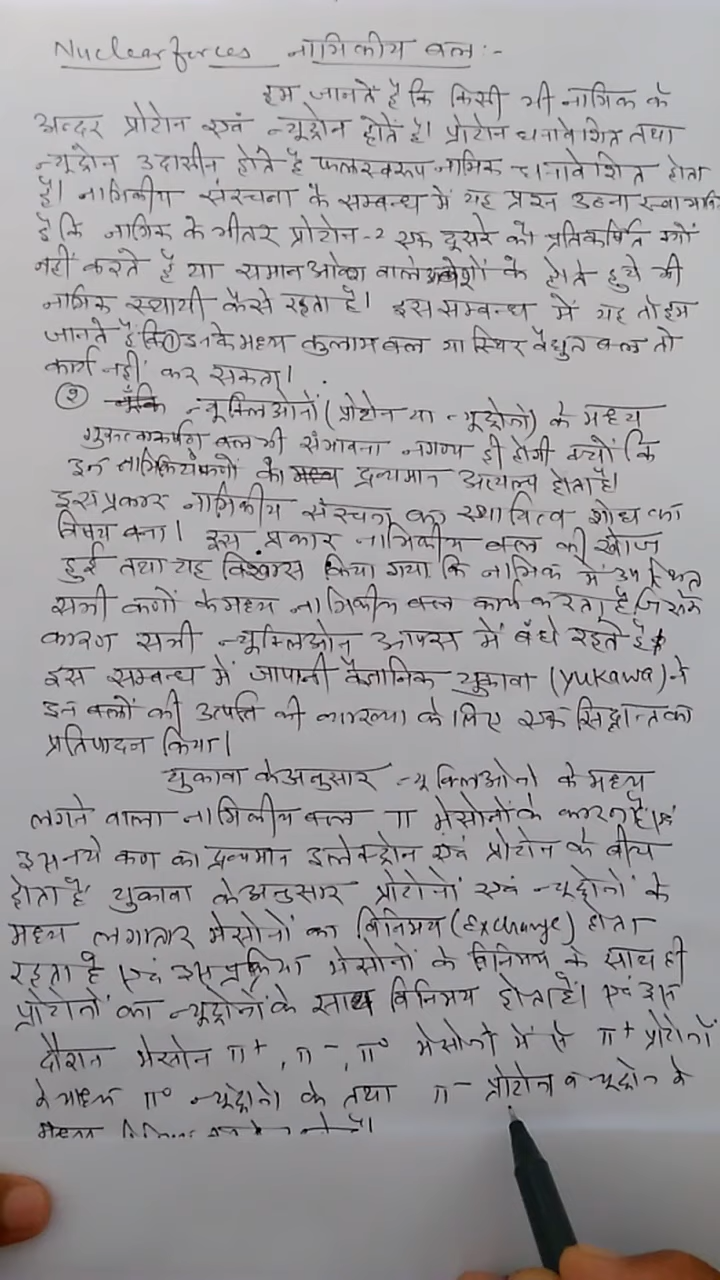 Nuclear forces नाभिकीय बल :-
हम जानते है कि किसी भी नाभिक के
अन्दर प्रोटोन एवं न्यूट्रोन होते है। प्रोटोन धनावेशित तथा
न्यूट्रोन उदासीन होते है फलस्वरूप नाभिक धनावेशित होता
है। नाभिकीय संरचना के सम्बन्ध में यह प्रश्न उठना
है कि नाभिक के भीतर प्रोटोन-2 एक दूसरे को प्रतिकर्षित क्यों
नहीं करते है या समान आवेश वाले के होते हुये भी
नाभिक स्थायी कैसे रहता है। इस सम्बन्ध में यह तो हम
जानते है कि ① इनके मध्य कुलाम बल या स्थिर वैधुत बल तो
कार्य नहीं कर सकता।
② चूँकि न्यूक्लिओनों (प्रोटोन या न्यूट्रोनो) के मध्य
गुरुत्वाकर्षण बल की संभावना नगण्य ही होगी क्यों कि
इन का द्रव्यमान अत्यल्प होता है।
इस प्रकार नाभिकीय संरचना का स्थायित्व शोध का
विषय बना। इस प्रकार नाभिकीय बल की खोज
हुई तथा यह विश्वास किया गया कि नाभिक में उपस्थित
सभी कणों के मध्य नाभिकीय बल कार्य करता है जिसके
कारण सभी न्यूक्लिओन आपस में बंधे रहते है
इस सम्बन्ध में जापानी वैज्ञानिक युकावा (Yukawa) ने
इन बलों की उत्पति की व्याख्या के लिए एक सिद्धान्त का
प्रतिपादन किया।
युकावा के अनुसार न्यूक्लिओनो के मध्य
लगने वाला नाभिकीय बल π मेसोनों के कारण है
इस नये कण का द्रव्यमान इलेक्ट्रोन एवं प्रोटोन के बीच
होता है युकावा के अनुसार प्रोटोनों एवं न्यूट्रोनों के
मध्य लगातार मेसोनों का विनिमय (Exchange) होता
रहता है एवं इस प्रक्रिया मेसोनों के विनिमय के साथ ही
प्रोटोनों का न्यूट्रोनों के साथ विनिमय होता है। एवं इस
दौरान मेसोन π+, π-, π° मेसोनों में से π+ प्रोटोनों
के मध्य π° न्यूट्रोनो के तथा π- प्रोटोन व न्यूट्रोन के
मध्य